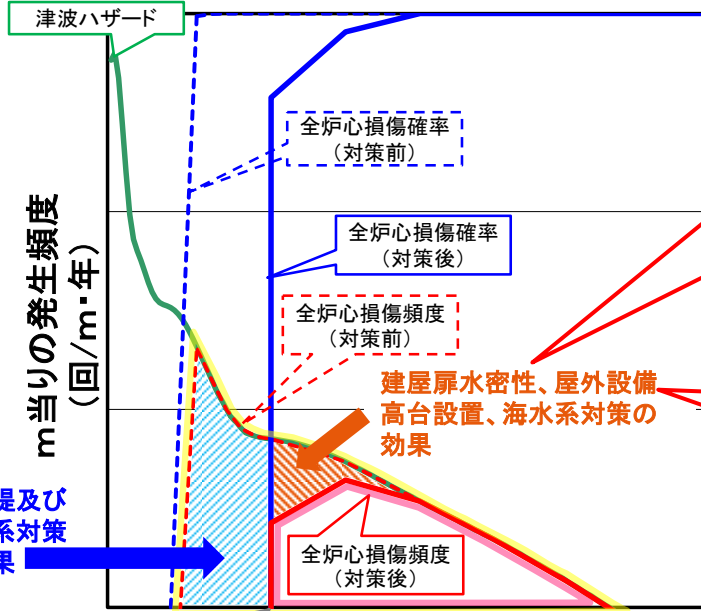 津波ハザード
全炉心損傷確率
（対策前）
全炉心損傷確率
（対策後）
m当りの発生頻度
（回/m･年）
全炉心損傷頻度
（対策前）
建屋扉水密性、屋外設備
高台設置、海水系対策の
効果
堤及び
系対策
果
全炉心損傷頻度
（対策後）